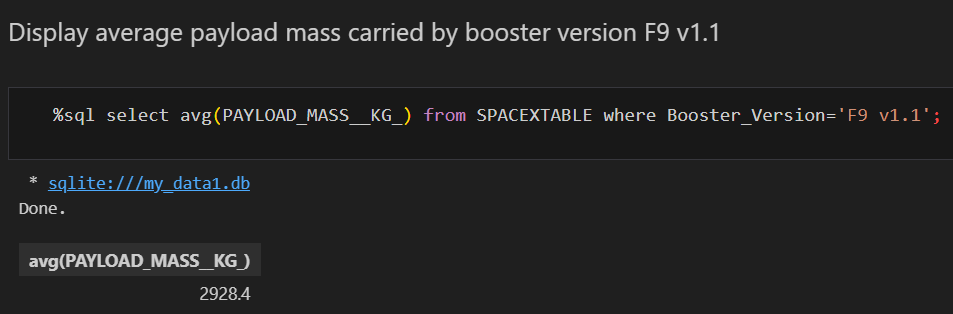 Display average payload mass carried by booster version F9 v1.1
%sql select avg(PAYLOAD_MASS__KG_) from SPACEXTABLE where Booster_Version='F9 v1.1';
* sqlite:///my_data1.db
Done.
avg(PAYLOAD_MASS__KG_)
2928.4